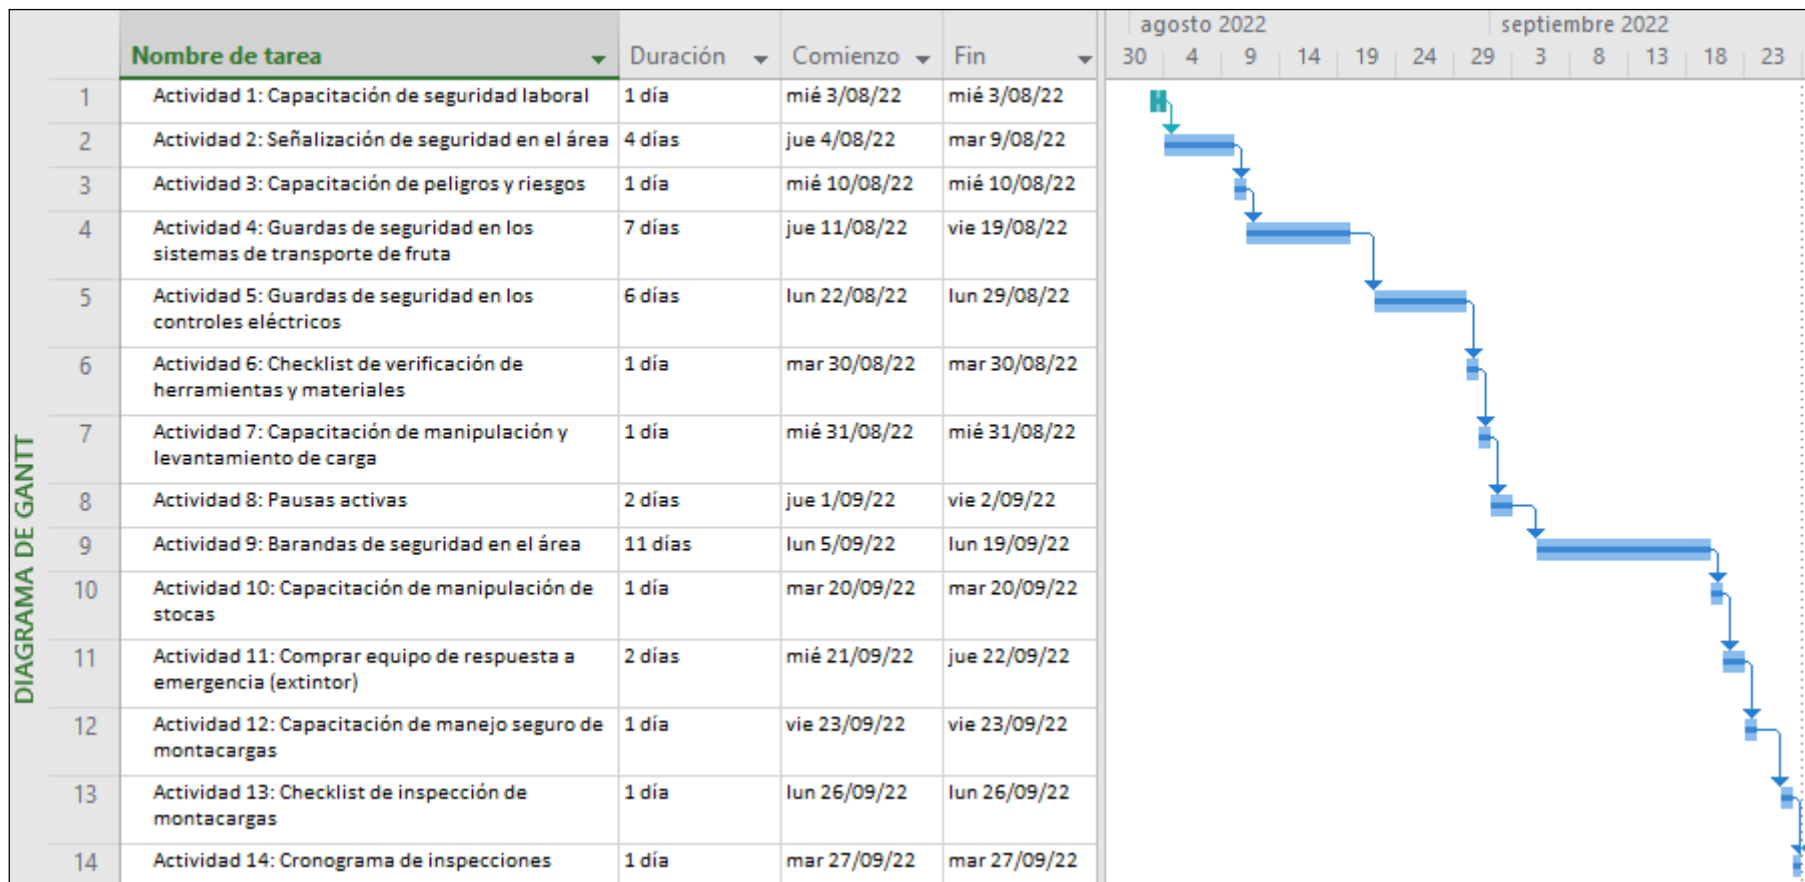 agosto 2022 septiembre 2022
Nombre de tarea Duración Comienzo Fin 30 4 9 14 19 24 29 3 8 13 18 23
1 Actividad 1: Capacitación de seguridad laboral 1 día mié 3/08/22 mié 3/08/22
2 Actividad 2: Señalización de seguridad en el área 4 días jue 4/08/22 mar 9/08/22
3 Actividad 3: Capacitación de peligros y riesgos 1 día mié 10/08/22 mié 10/08/22
4 Actividad 4: Guardas de seguridad en los 7 días jue 11/08/22 vie 19/08/22
sistemas de transporte de fruta
5 Actividad 5: Guardas de seguridad en los 6 días lun 22/08/22 lun 29/08/22
controles eléctricos
6 Actividad 6: Checklist de verificación de 1 día mar 30/08/22 mar 30/08/22
herramientas y materiales
7 Actividad 7: Capacitación de manipulación y 1 día mié 31/08/22 mié 31/08/22
levantamiento de carga
8 Actividad 8: Pausas activas 2 días jue 1/09/22 vie 2/09/22
9 Actividad 9: Barandas de seguridad en el área 11 días lun 5/09/22 lun 19/09/22
10 Actividad 10: Capacitación de manipulación de 1 día mar 20/09/22 mar 20/09/22
stocas
11 Actividad 11: Comprar equipo de respuesta a 2 días mié 21/09/22 jue 22/09/22
emergencia (extintor)
12 Actividad 12: Capacitación de manejo seguro de 1 día vie 23/09/22 vie 23/09/22
montacargas
13 Actividad 13: Checklist de inspección de 1 día lun 26/09/22 lun 26/09/22
montacargas
14 Actividad 14: Cronograma de inspecciones 1 día mar 27/09/22 mar 27/09/22
DIAGRAMA DE GANTT